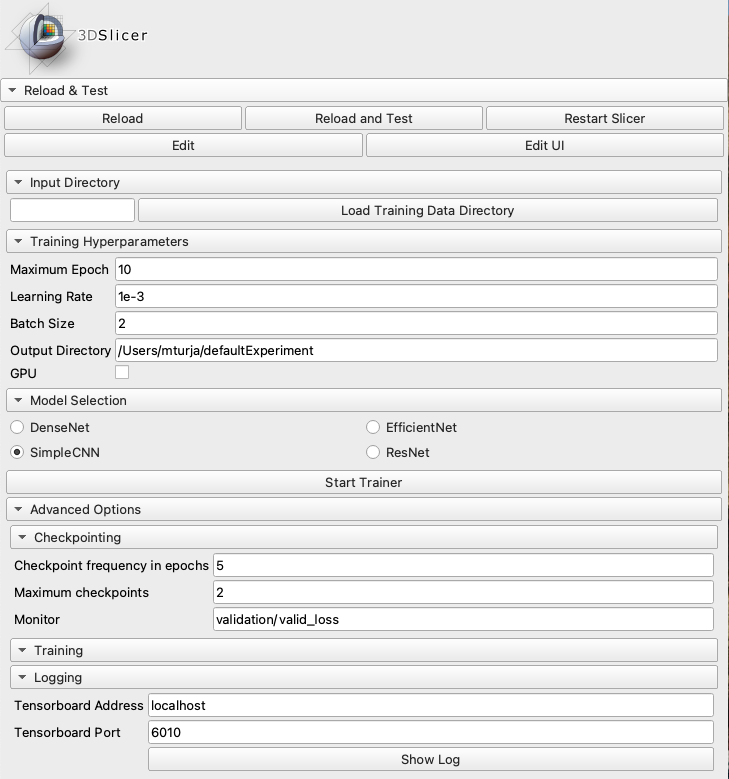 3DSlicer
Reload & Test
Reload Reload and Test Restart Slicer
Edit Edit UI
Input Directory
Load Training Data Directory
Training Hyperparameters
Maximum Epoch 10
Learning Rate 1e-3
Batch Size 2
Output Directory /Users/mturja/defaultExperiment
GPU
Model Selection
DenseNet EfficientNet
SimpleCNN ResNet
Start Trainer
Advanced Options
Checkpointing
Checkpoint frequency in epochs 5
Maximum checkpoints 2
Monitor validation/valid_loss
Training
Logging
Tensorboard Address localhost
Tensorboard Port 6010
Show Log